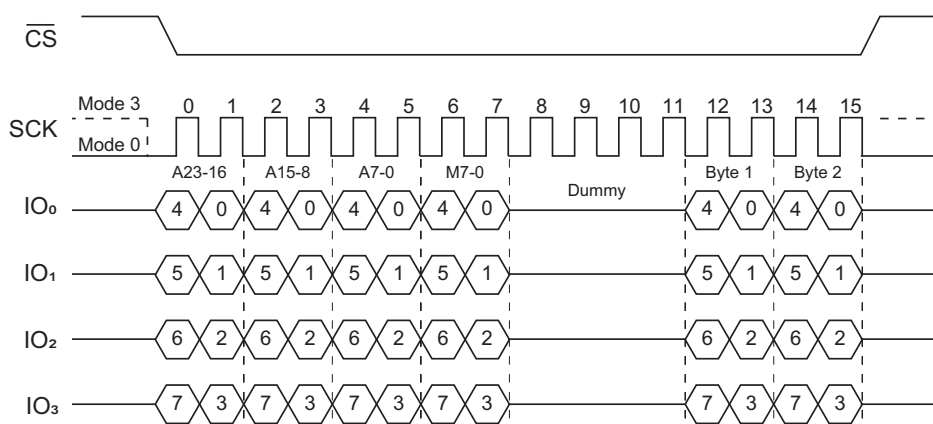 CS
Mode 3
0 1 2 3 4 5 6 7 8 9 10 11 12 13 14 15
SCK
Mode 0
A23-16 A15-8 A7-0 M7-0 Byte 1 Byte 2
Dummy
IO₀ 4 0 4 0 4 0 4 0 4 0 4 0
IO₁ 5 1 5 1 5 1 5 1 5 1 5 1
IO₂ 6 2 6 2 6 2 6 2 6 2 6 2
IO₃ 7 3 7 3 7 3 7 3 7 3 7 3